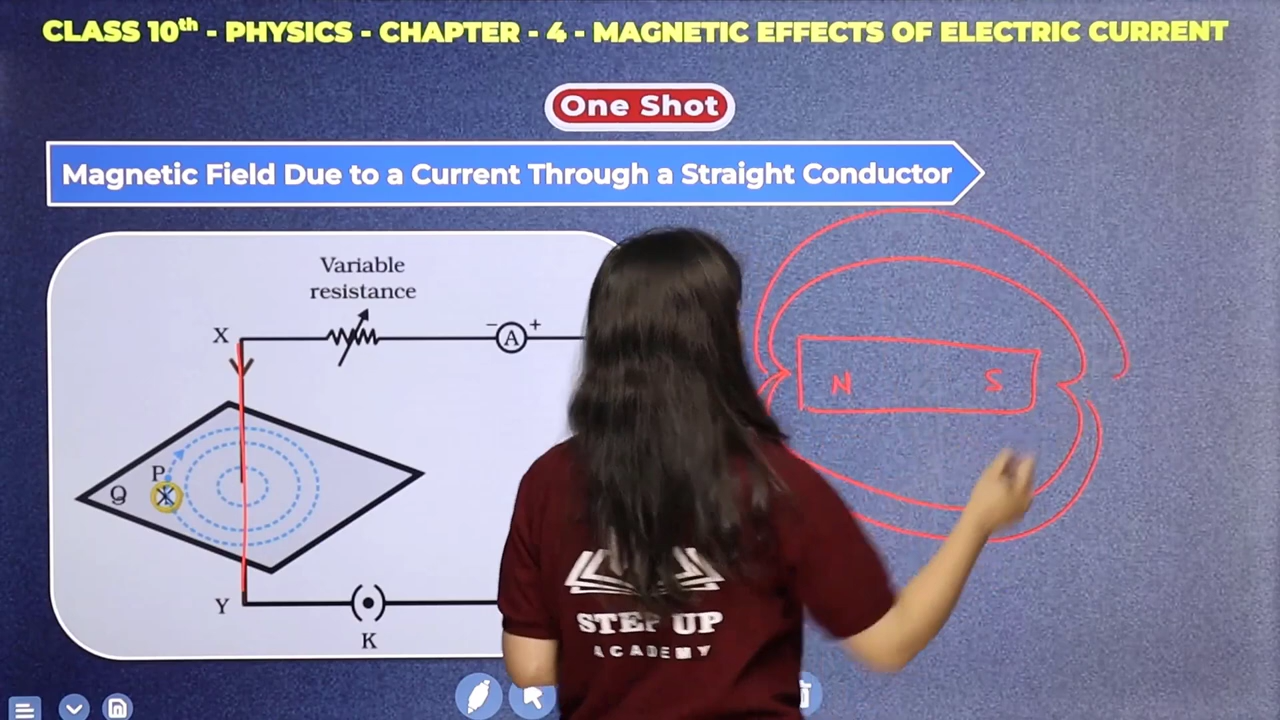 CLASS 10th - PHYSICS - CHAPTER - 4 - MAGNETIC EFFECTS OF ELECTRIC CURRENT
One Shot
Magnetic Field Due to a Current Through a Straight Conductor
Variable
resistance
X
− A +
N S
P
Q
Y
K
STEP UP
ACADEMY